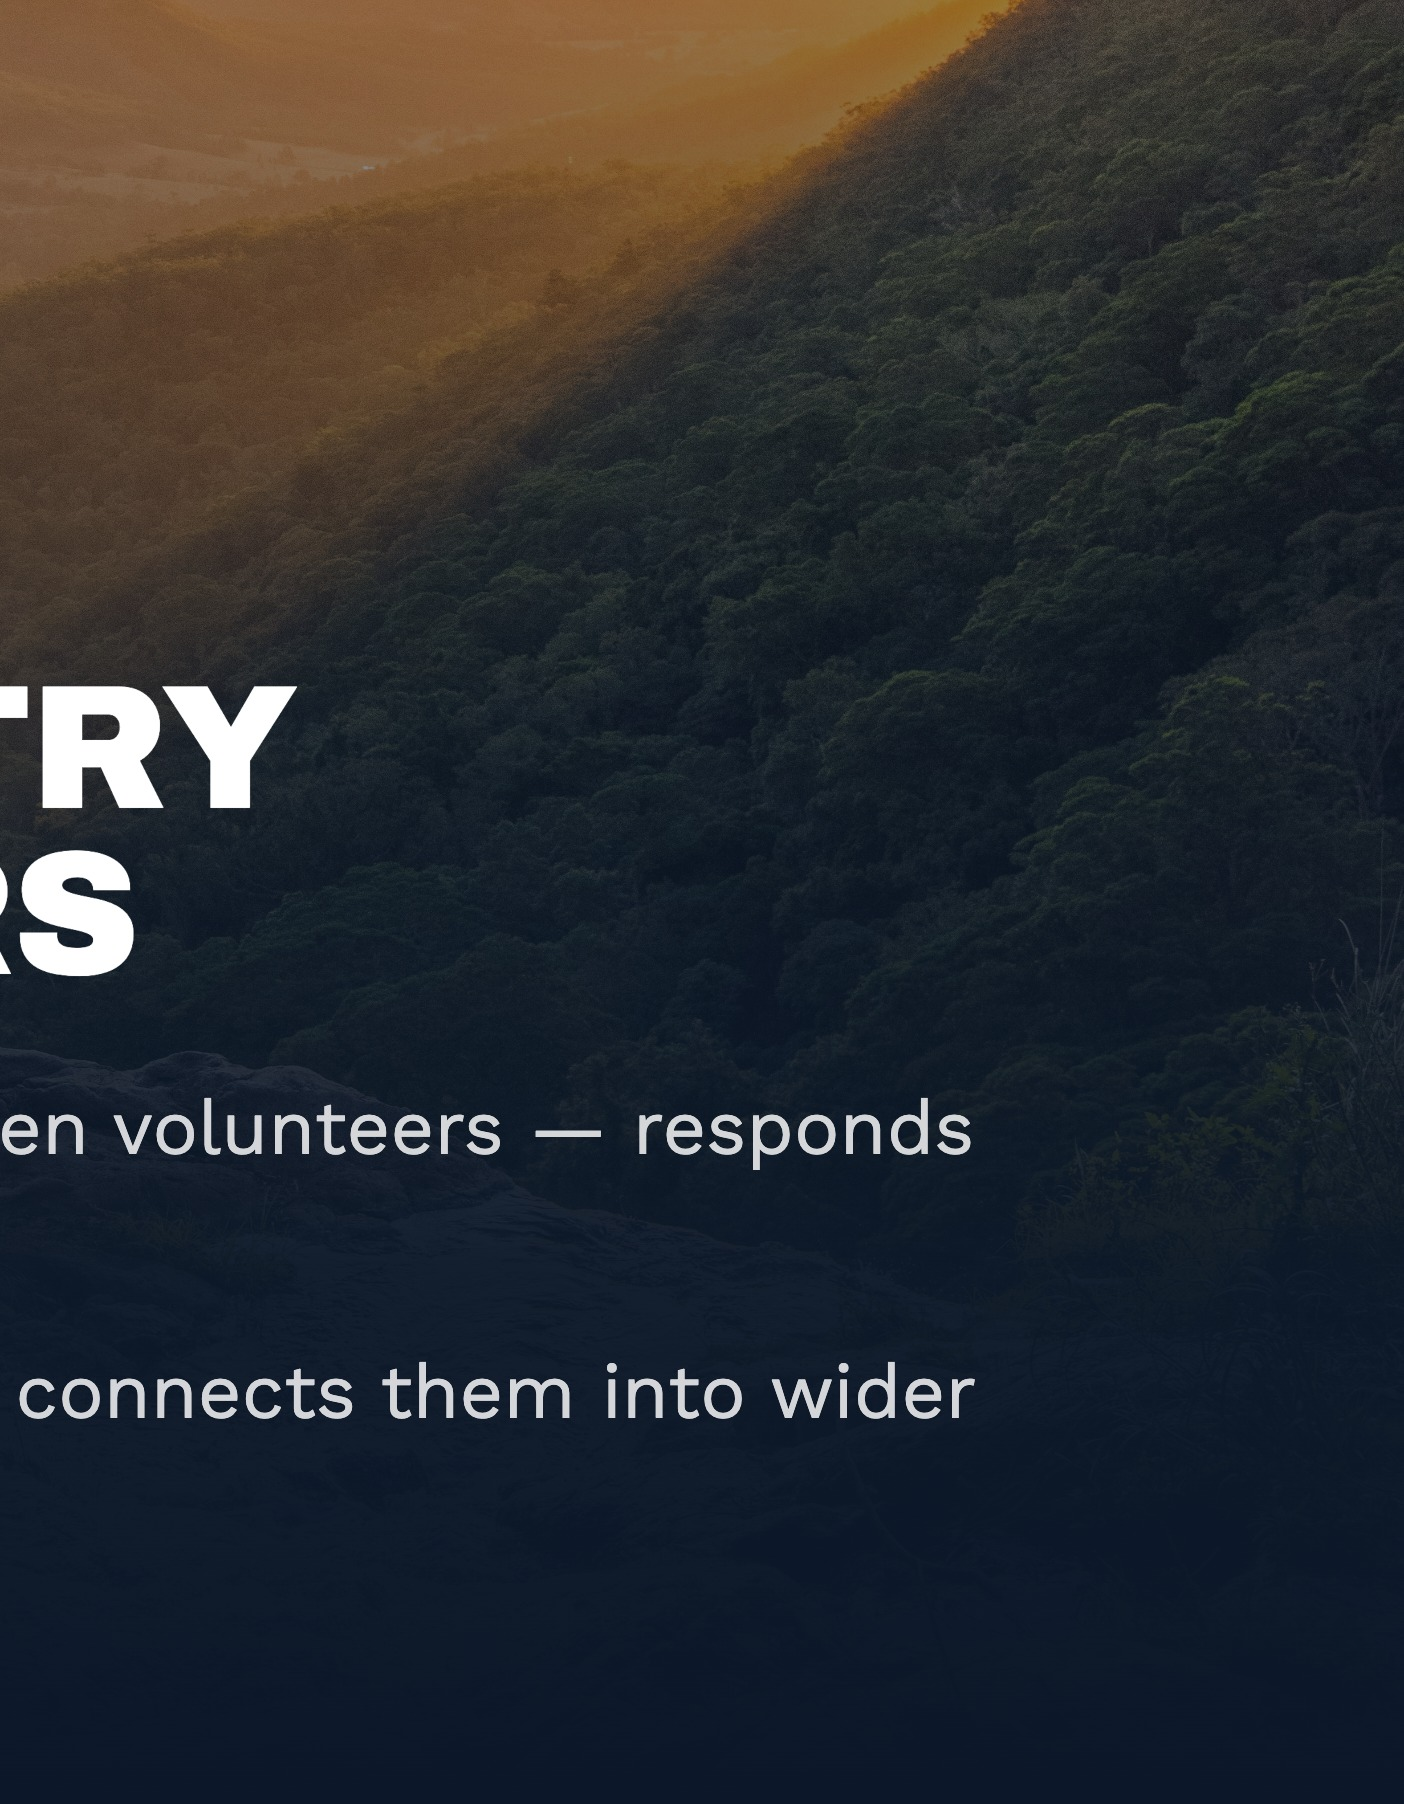 TRY
RS
en volunteers — responds
connects them into wider